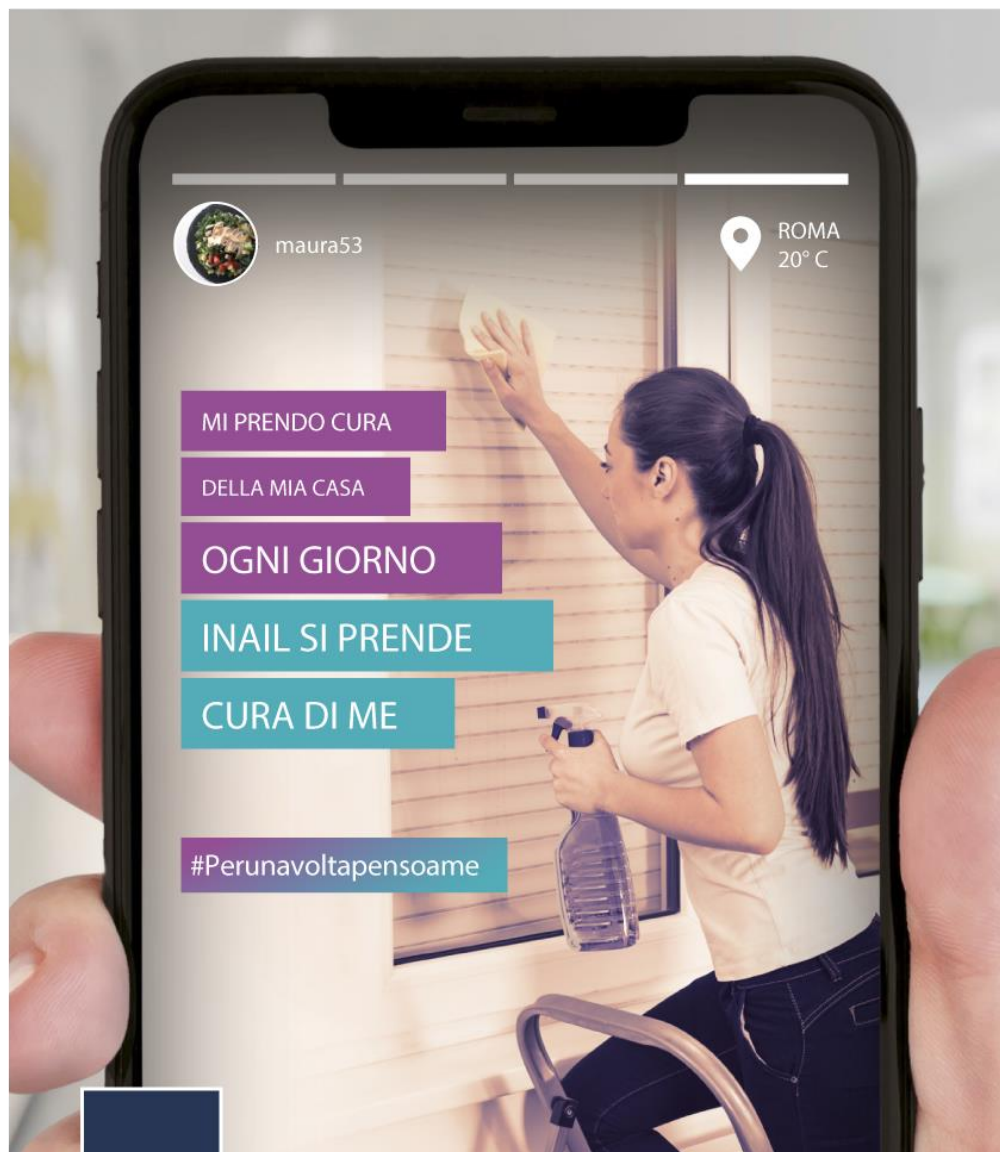 maura53
ROMA
20° C
MI PRENDO CURA
DELLA MIA CASA
OGNI GIORNO
INAIL SI PRENDE
CURA DI ME
#Perunavoltapensoame